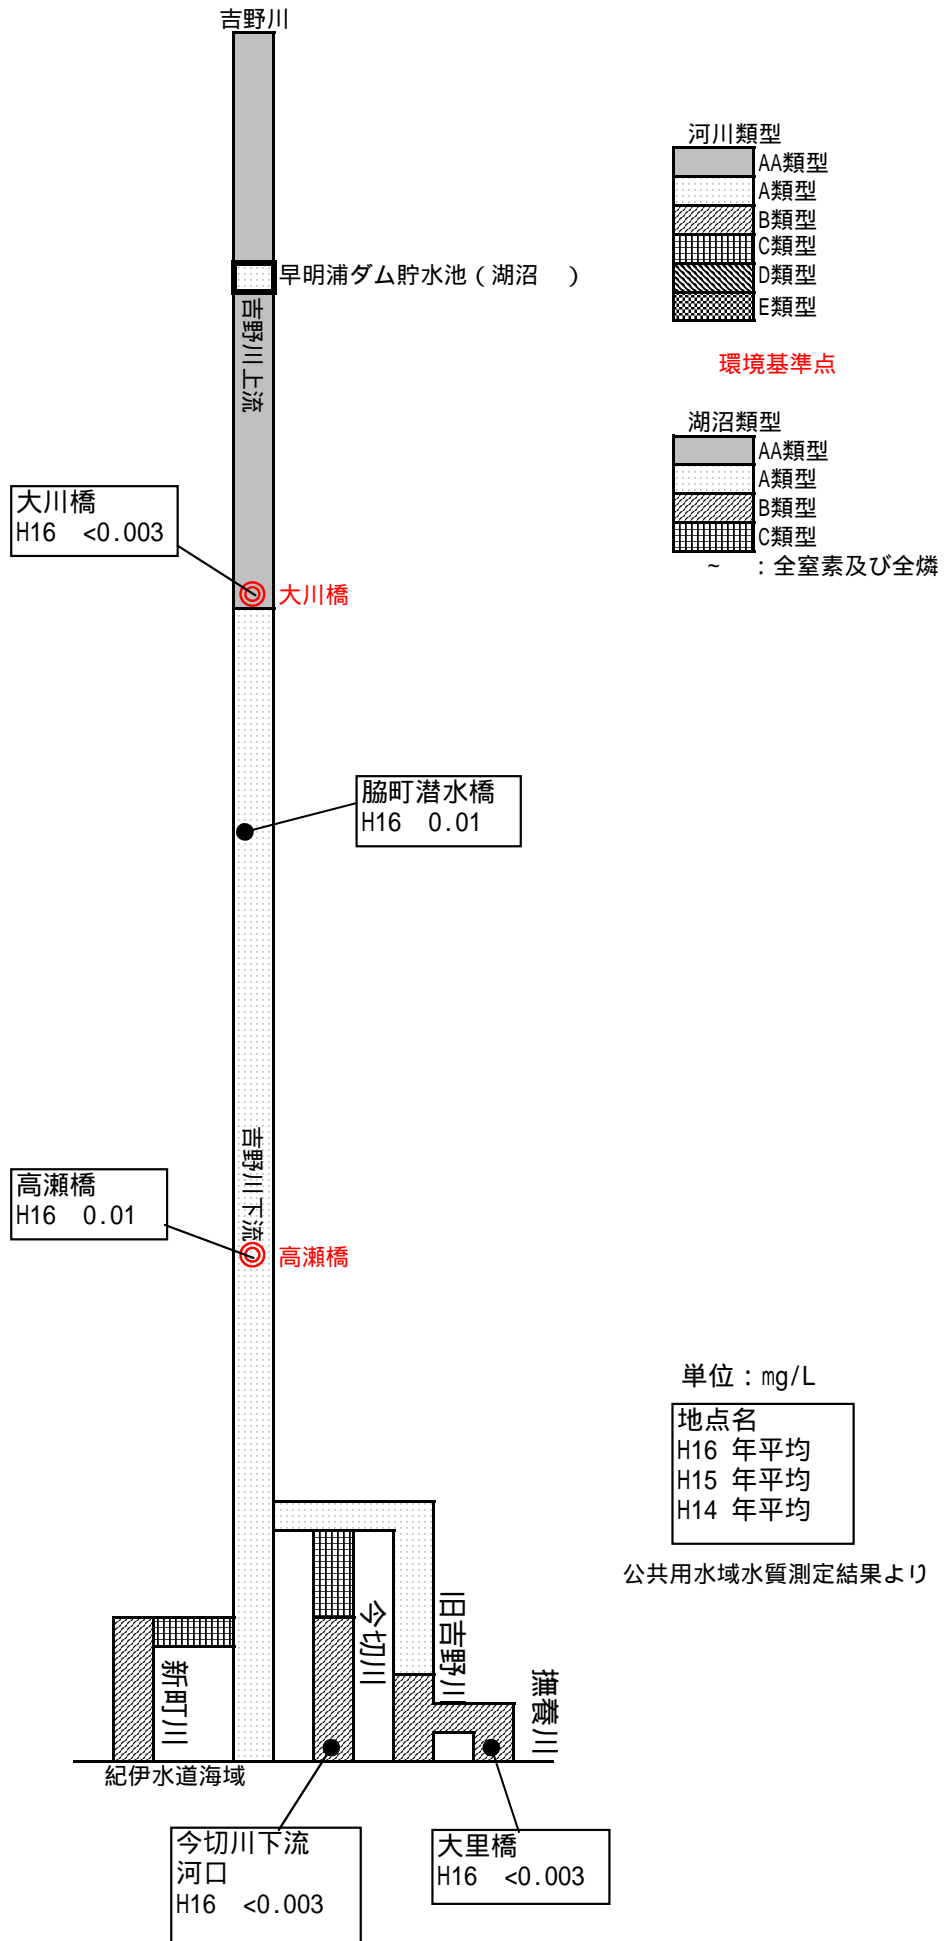 吉野川
河川類型
AA類型
A類型
B類型
C類型
D類型
E類型
早明浦ダム貯水池（湖沼　）
吉野川上流
環境基準点
湖沼類型
AA類型
A類型
B類型
C類型
～　：全窒素及び全燐
大川橋
H16 <0.003
大川橋
脇町潜水橋
H16 0.01
吉野川下流
高瀬橋
H16 0.01
高瀬橋
単位：mg/L
地点名
H16 年平均
H15 年平均
H14 年平均
公共用水域水質測定結果より
新町川
今切川
旧吉野川
撫養川
紀伊水道海域
今切川下流
河口
H16 <0.003
大里橋
H16 <0.003